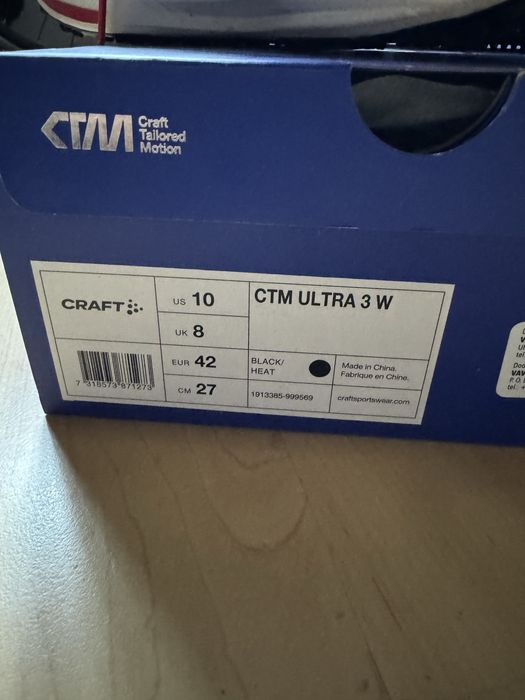 CTM Craft
Tailored
Motion
CRAFT
US 10
UK 8
EUR 42
CM 27
7 318573 871273
CTM ULTRA 3 W
BLACK/
HEAT
Made in China.
Fabrique en Chine.
1913385-999569
craftsportswear.com